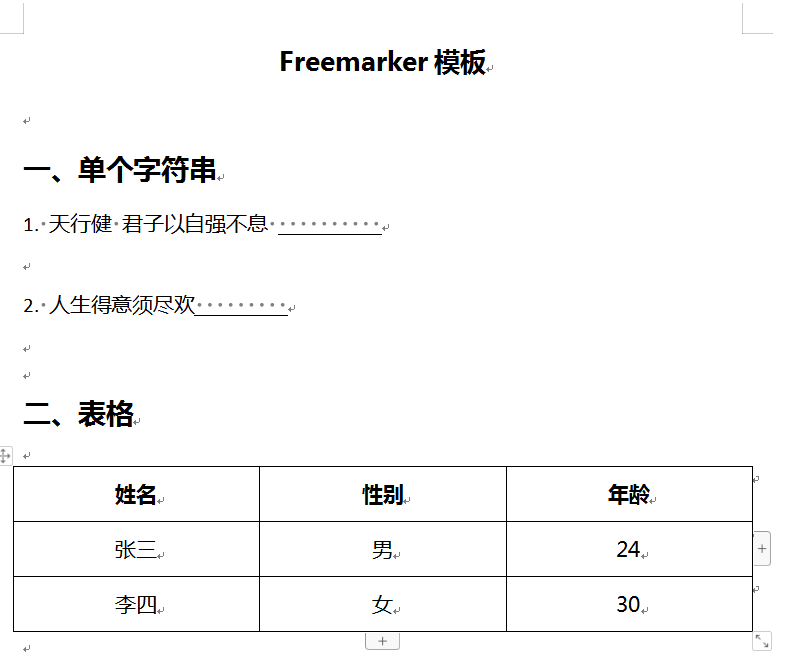 Freemarker 模板
一、单个字符串
1. 天行健 君子以自强不息 __________
2. 人生得意须尽欢_________
二、表格
姓名 性别 年龄
张三 男 24
李四 女 30